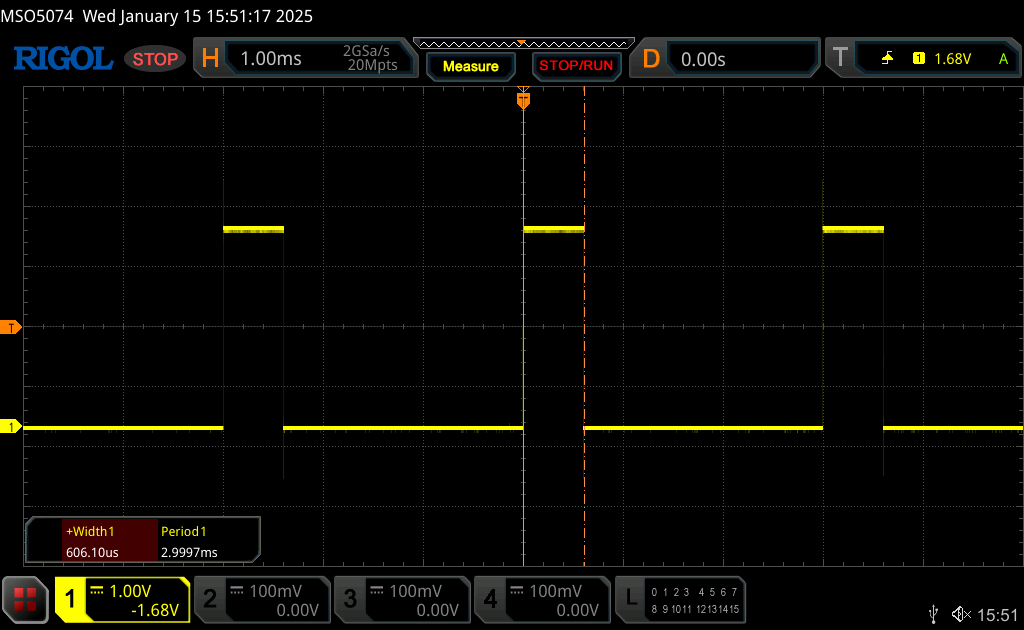 MSO5074 Wed January 15 15:51:17 2025
RIGOL STOP H 1.00ms 2GSa/s 20Mpts Measure STOP/RUN D 0.00s T 1 1.68V A
T
T
1
+Width1 Period1
606.10us 2.9997ms
1 1.00V -1.68V 2 100mV 0.00V 3 100mV 0.00V 4 100mV 0.00V L 0 1 2 3 4 5 6 7
8 9 10 11 12 13 14 15
15:51